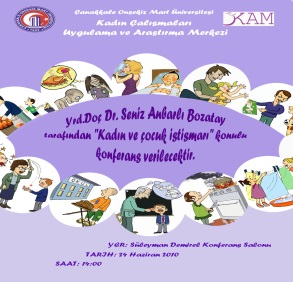 Çanakkale Onsekiz Mart Üniversitesi
Kadın Çalışmaları
Uygulama ve Araştırma Merkezi
KAM
Yrd.Doç Dr. Seniz Anbarlı Bozatay
tarafından "Kadın ve çocuk istismarı" konulu
konferans verilecektir.
YER: Süleyman Demirel Konferans Salonu
TARİH: 24 Haziran 2010
SAAT: 14:00